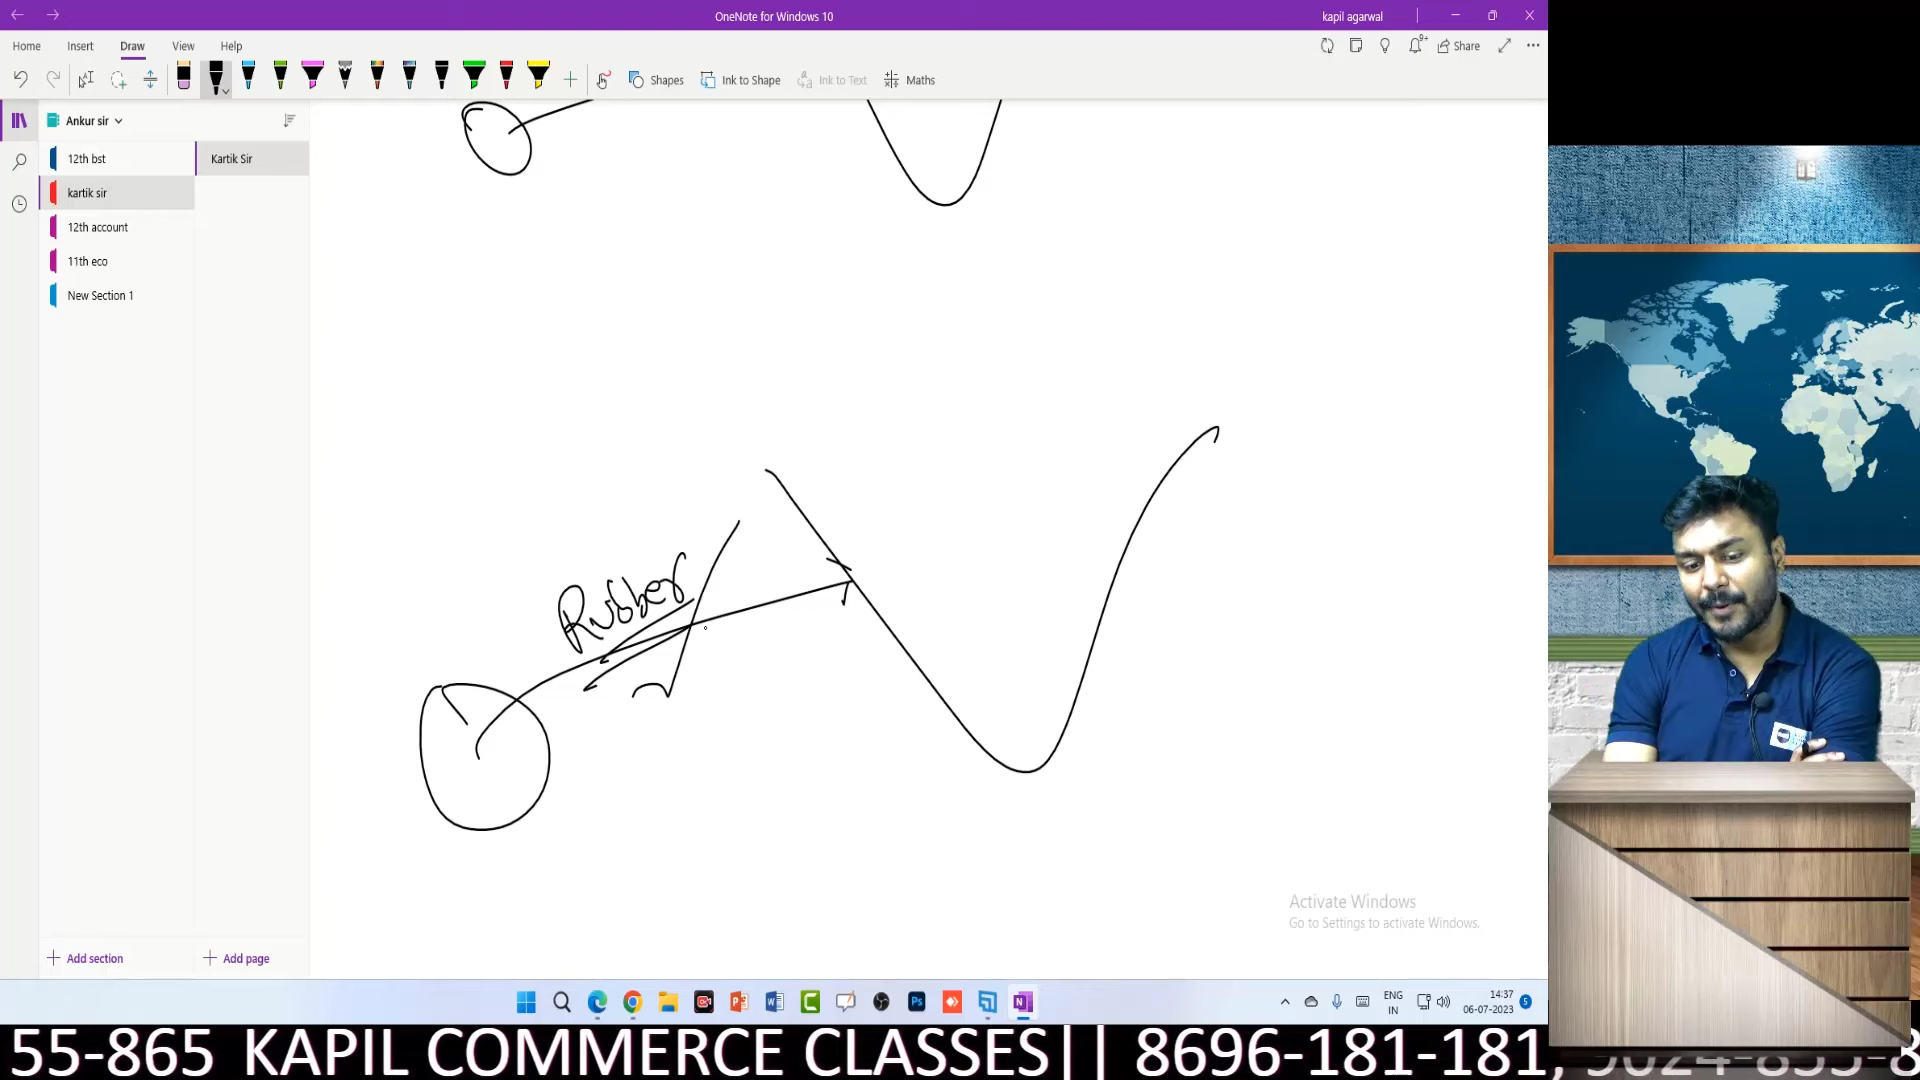 OneNote for Windows 10
kapil agarwal
Home Insert Draw View Help
9+ Share
Shapes Ink to Shape Ink to Text Maths
Ankur sir
12th bst
kartik sir
12th account
11th eco
New Section 1
Kartik Sir
Rubber
Activate Windows
Go to Settings to activate Windows.
Add section Add page
ENG
IN
14:37
06-07-2023
5
55-865 KAPIL COMMERCE CLASSES|| 8696-181-181,